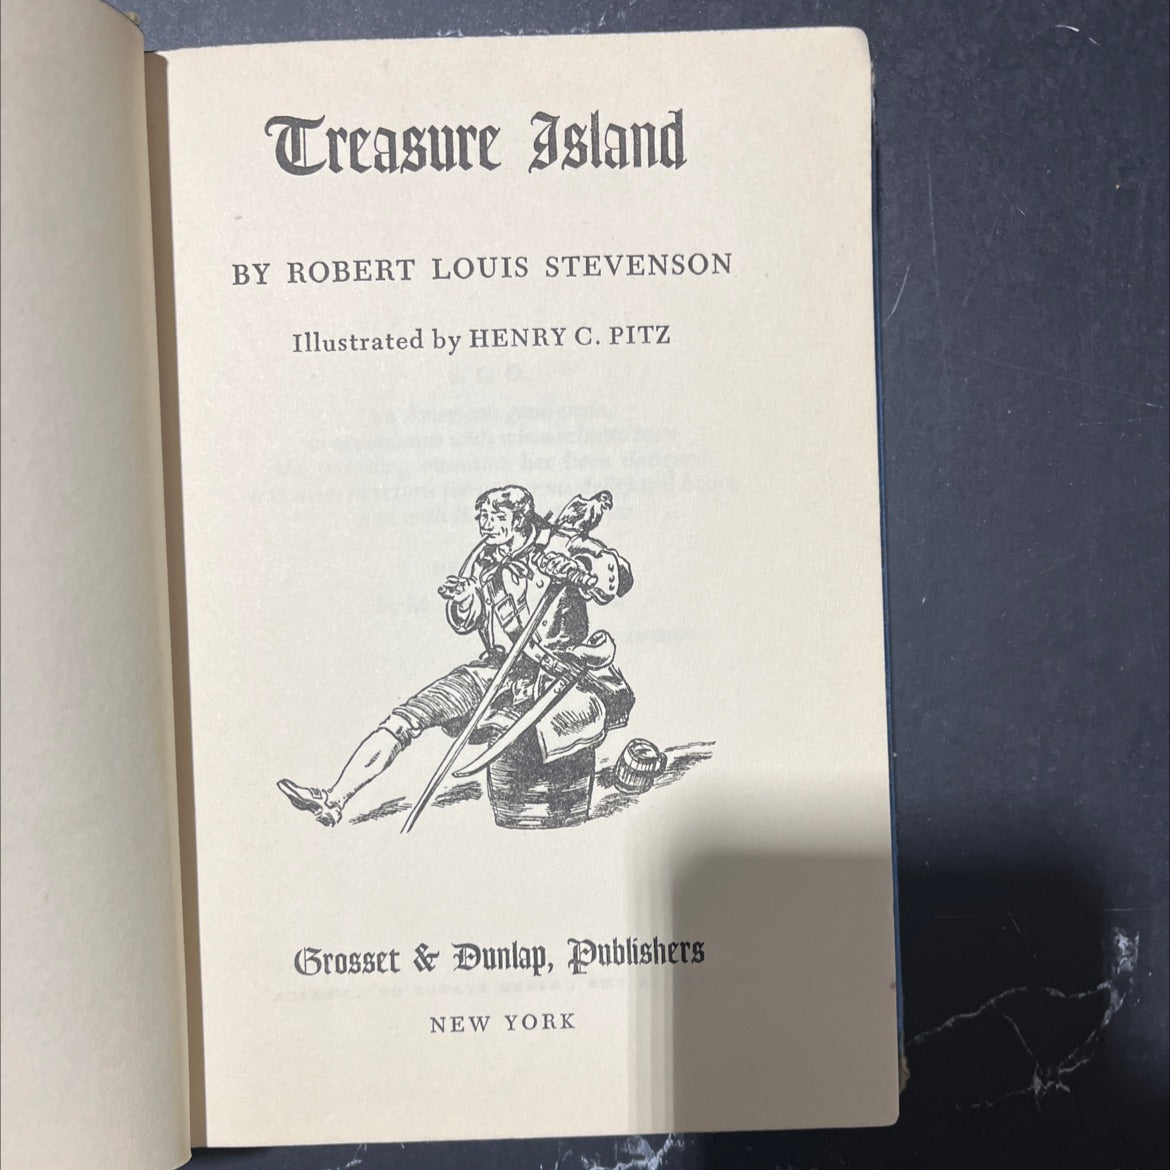 Treasure Island
BY ROBERT LOUIS STEVENSON
Illustrated by HENRY C. PITZ
Grosset & Dunlap, Publishers
NEW YORK